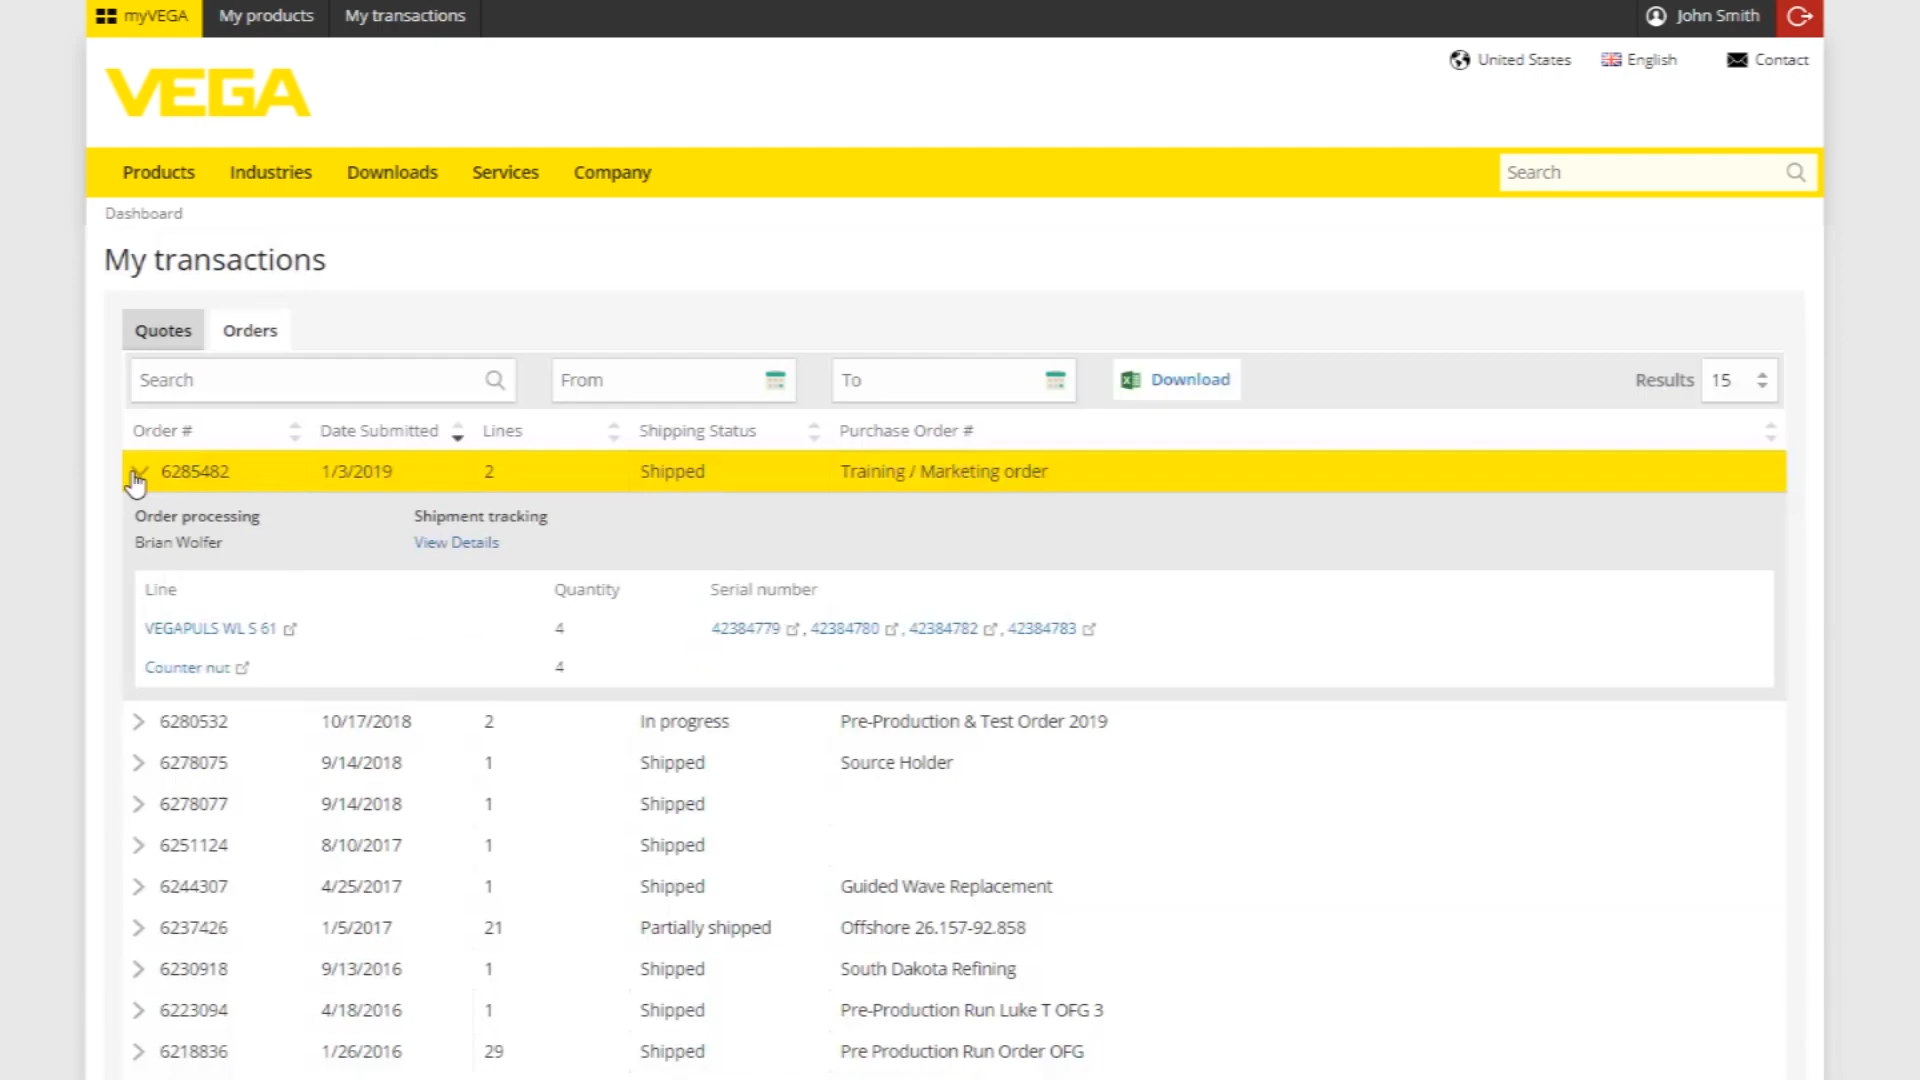 myVEGA My products My transactions John Smith
United States English Contact
VEGA
Products Industries Downloads Services Company Search
Dashboard
My transactions
Quotes Orders
Search From To Download Results 15
Order # Date Submitted Lines Shipping Status Purchase Order #
6285482 1/3/2019 2 Shipped Training / Marketing order
Order processing Shipment tracking
Brian Wolfer View Details
Line Quantity Serial number
VEGAPULS WL S 61 4 42384779 , 42384780 , 42384782 , 42384783
Counter nut 4
6280532 10/17/2018 2 In progress Pre-Production & Test Order 2019
6278075 9/14/2018 1 Shipped Source Holder
6278077 9/14/2018 1 Shipped
6251124 8/10/2017 1 Shipped
6244307 4/25/2017 1 Shipped Guided Wave Replacement
6237426 1/5/2017 21 Partially shipped Offshore 26.157-92.858
6230918 9/13/2016 1 Shipped South Dakota Refining
6223094 4/18/2016 1 Shipped Pre-Production Run Luke T OFG 3
6218836 1/26/2016 29 Shipped Pre Production Run Order OFG